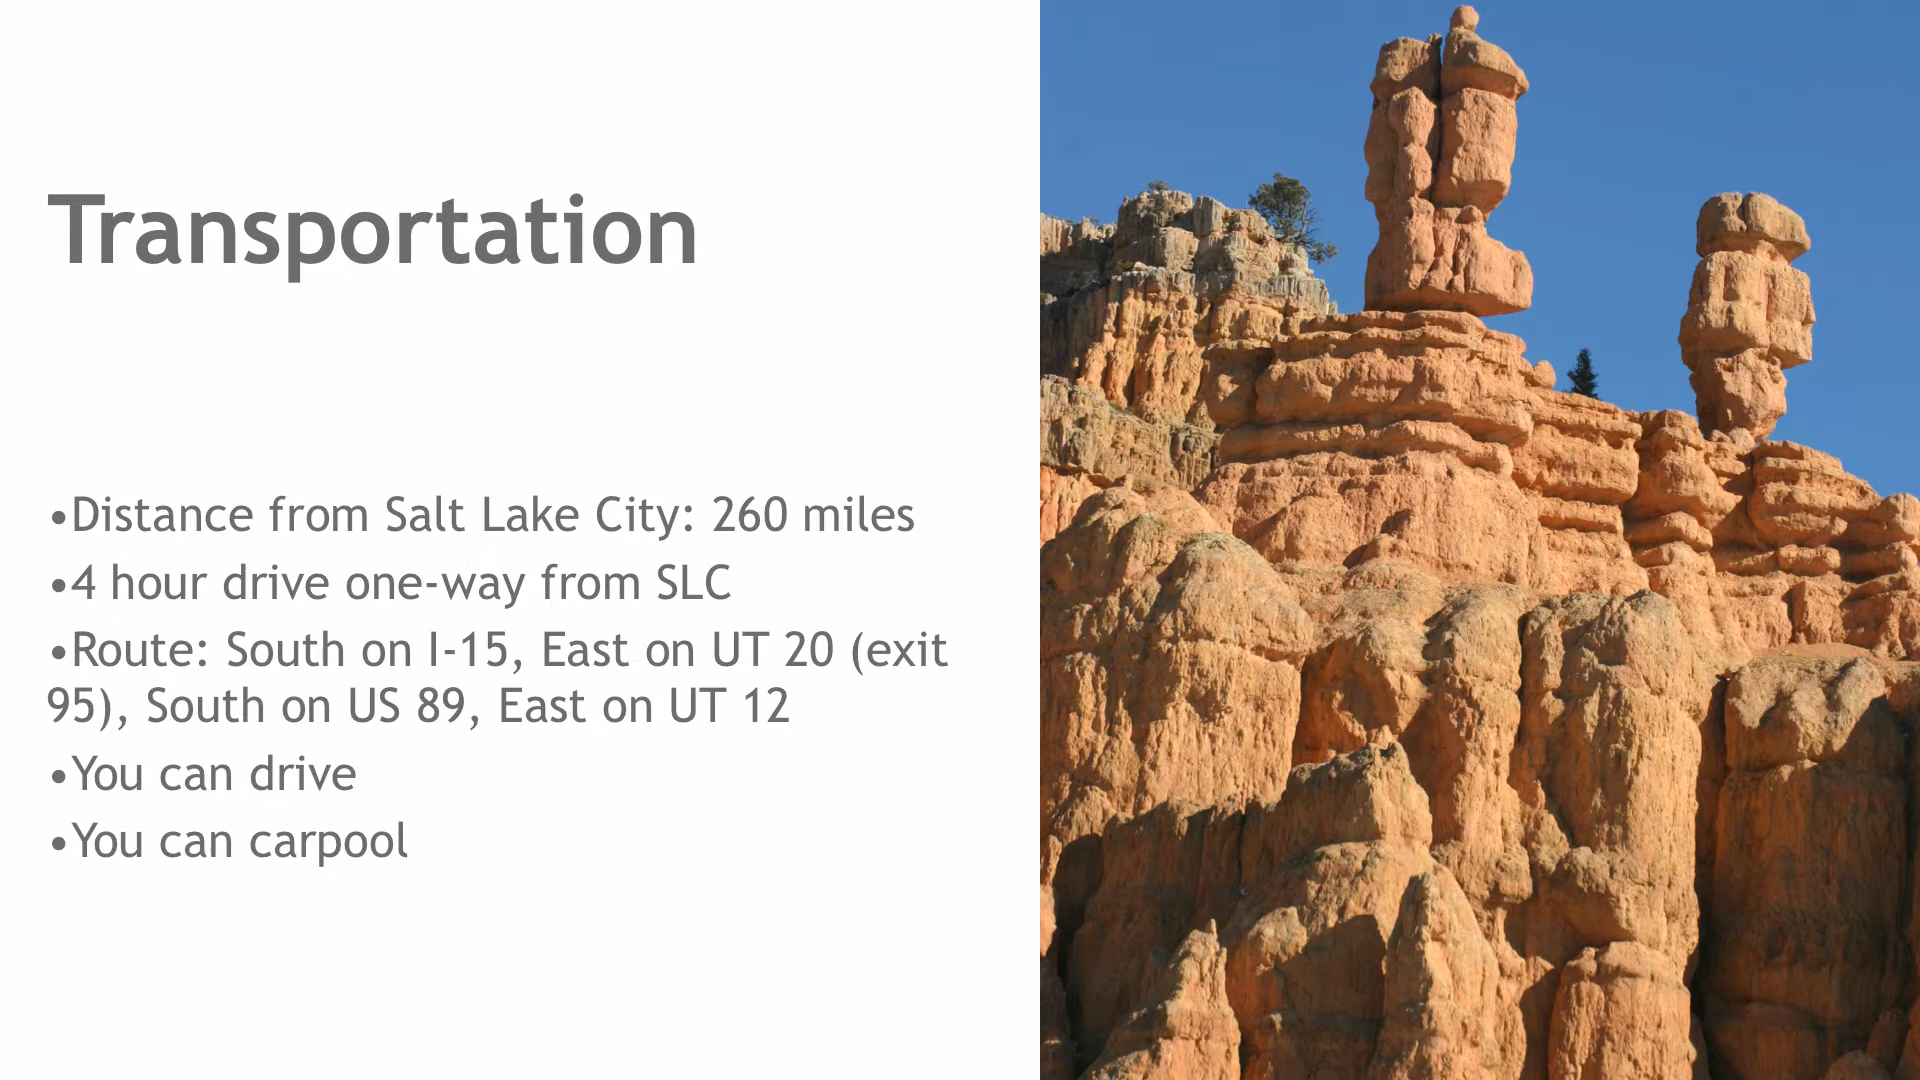 Transportation
•Distance from Salt Lake City: 260 miles
•4 hour drive one-way from SLC
•Route: South on I-15, East on UT 20 (exit
95), South on US 89, East on UT 12
•You can drive
•You can carpool